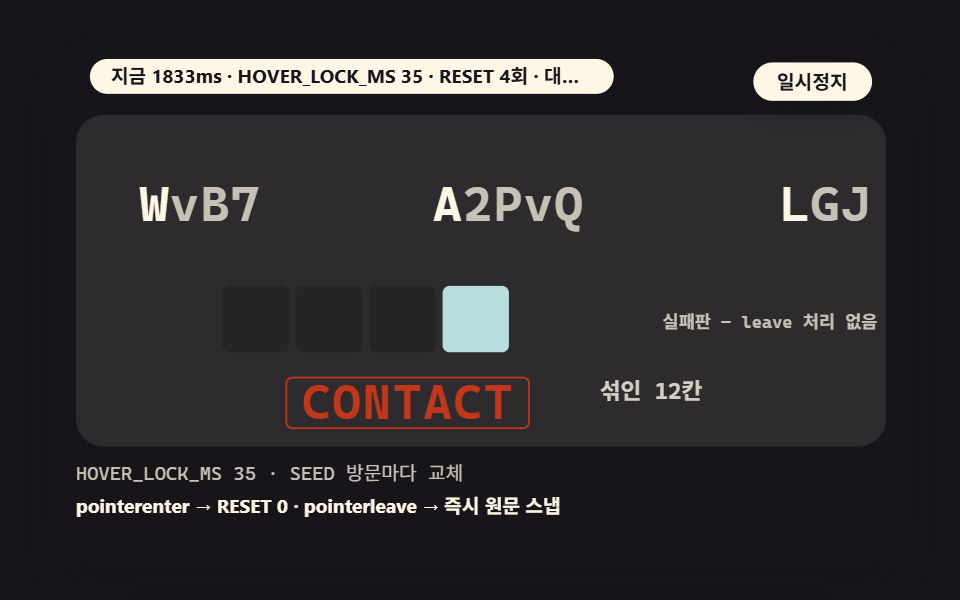 지금 1833ms · HOVER_LOCK_MS 35 · RESET 4회 · 대…
일시정지
WvB7 A2PvQ LGJ
실패판 — leave 처리 없음
CONTACT
섞인 12칸
HOVER_LOCK_MS 35 · SEED 방문마다 교체
pointerenter → RESET 0 · pointerleave → 즉시 원문 스냅